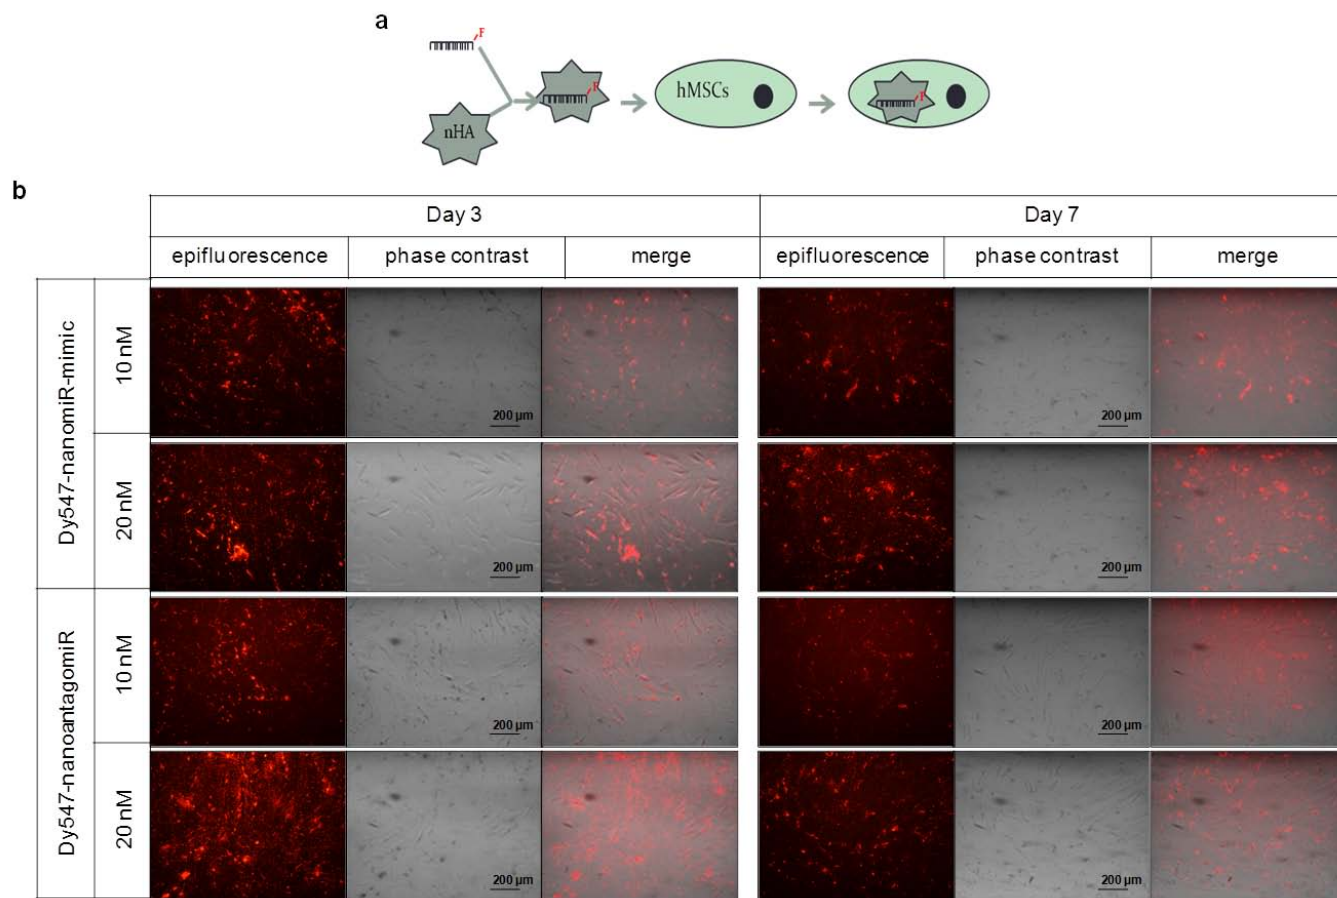 a
F
nHA
F
hMSCs
F
b
Day 3
Day 7
epifluorescence
phase contrast
merge
epifluorescence
phase contrast
merge
Dy547-nanomiR-mimic
10 nM
200 µm
200 µm
20 nM
200 µm
200 µm
Dy547-nanoantagomiR
10 nM
200 µm
200 µm
20 nM
200 µm
200 µm